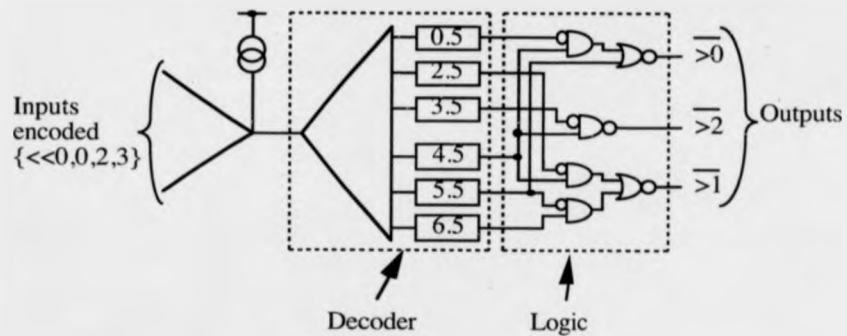 Inputs
encoded
{<<0,0,2,3}
0.5
2.5
3.5
4.5
5.5
6.5
>0
>2
>1
Outputs
Decoder
Logic